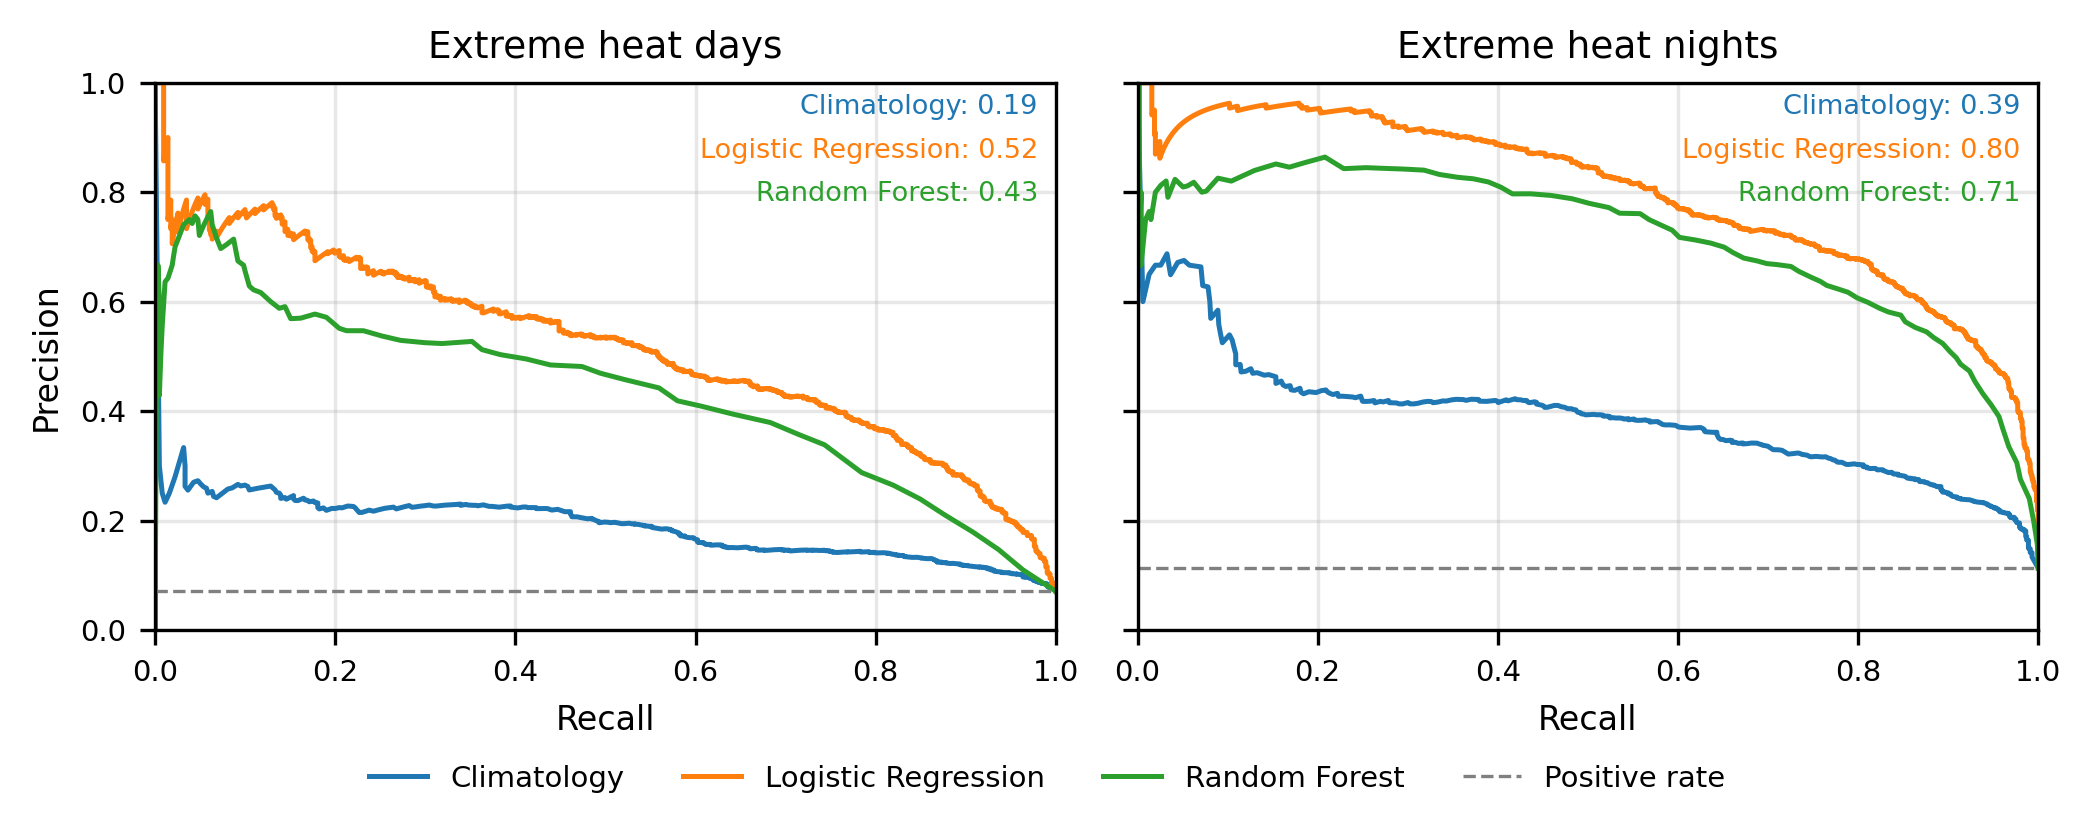 Extreme heat days
Extreme heat nights
Climatology: 0.19
Logistic Regression: 0.52
Random Forest: 0.43
Climatology: 0.39
Logistic Regression: 0.80
Random Forest: 0.71
Precision
1.0
0.8
0.6
0.4
0.2
0.0
0.0 0.2 0.4 0.6 0.8 1.0
0.0 0.2 0.4 0.6 0.8 1.0
Recall
Recall
Climatology Logistic Regression Random Forest Positive rate